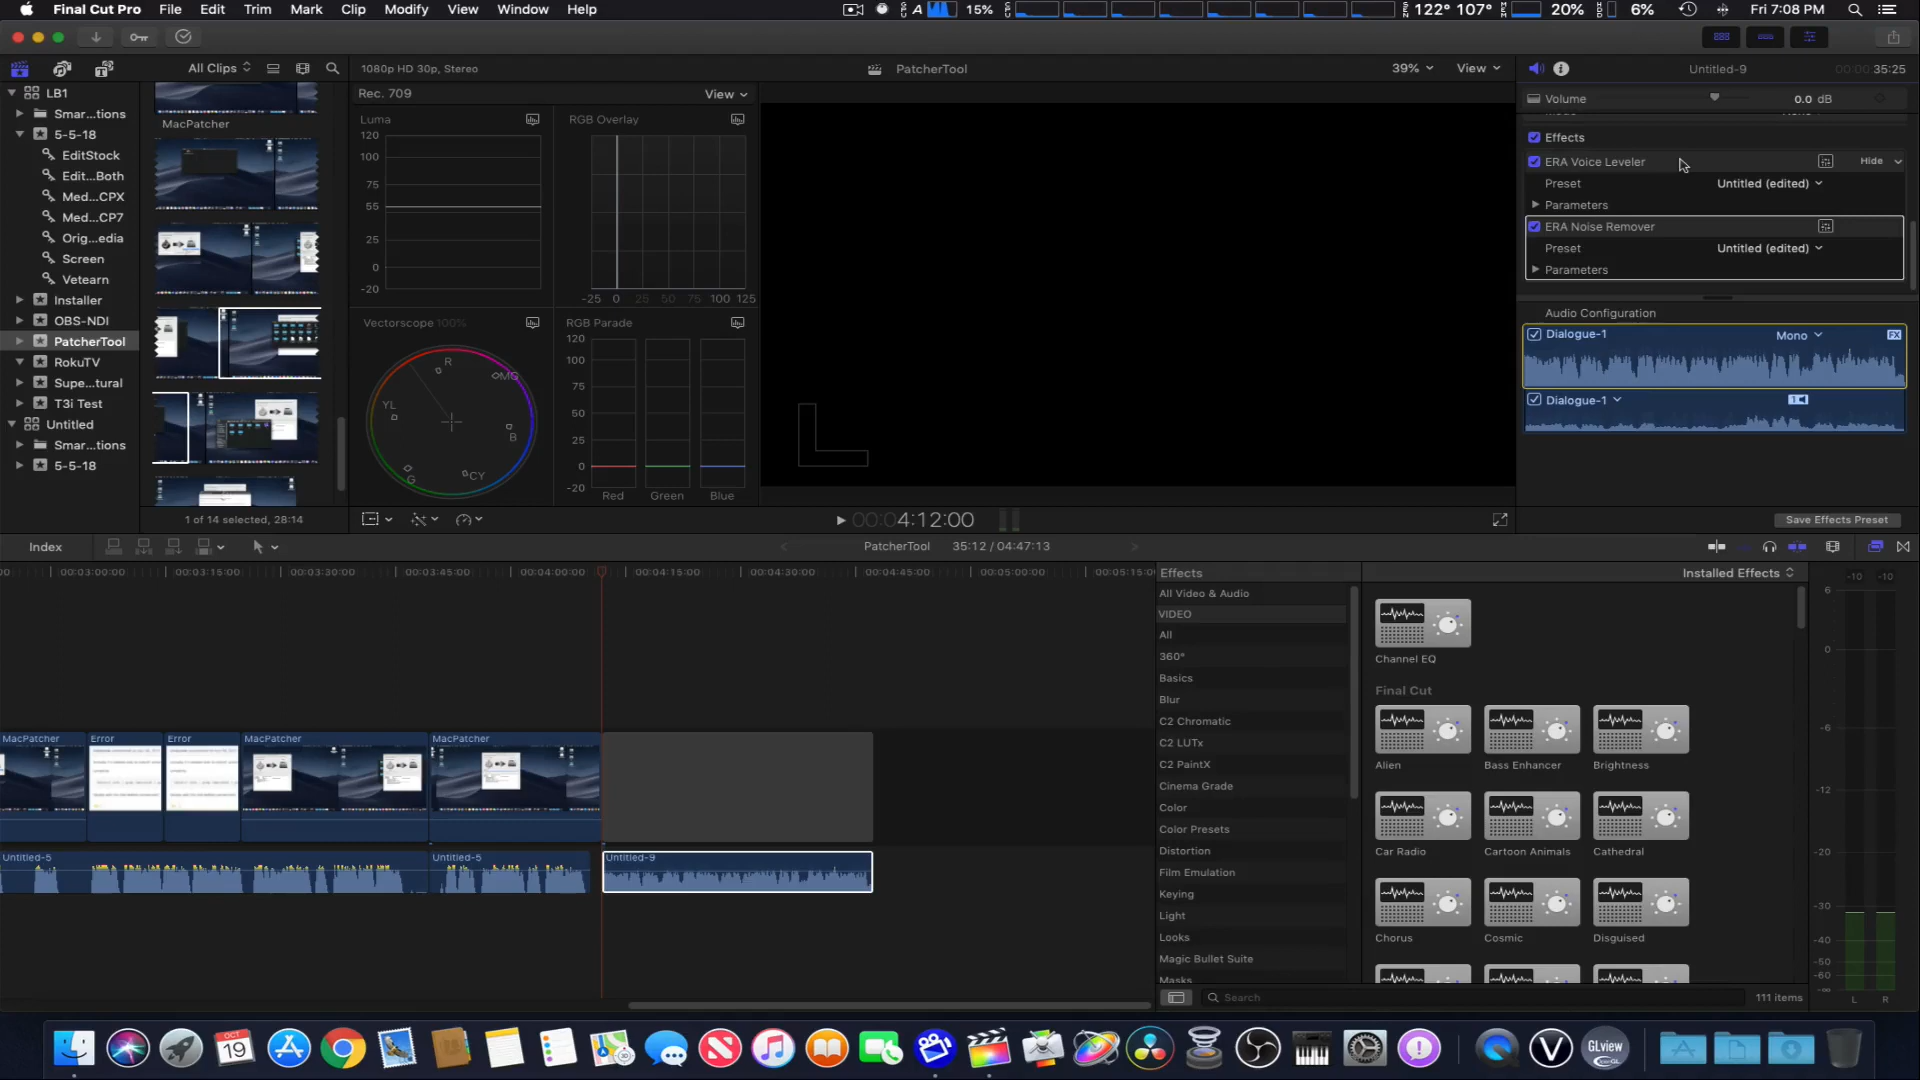 Final Cut Pro File Edit Trim Mark Clip Modify View Window Help
15% 122° 107° 20% 6% Fri 7:08 PM
All Clips
1080p HD 30p, Stereo
PatcherTool
39% View
Untitled-9
00:00:35:25
LB1
Smar...tions
5-5-18
EditStock
Edit...Both
Med...CPX
Med...CP7
Orig...edia
Screen
Vetearn
Installer
OBS-NDI
PatcherTool
RokuTV
Supe...tural
T3i Test
Untitled
Smar...tions
5-5-18
MacPatcher
1 of 14 selected, 28:14
Rec. 709
View
Luma
120
100
75
55
25
0
-20
RGB Overlay
-25 0 25 50 75 100 125
Vectorscope 100%
R
MG
B
CY
G
YL
RGB Parade
120
100
75
50
25
0
-20
Red Green Blue
00:04:12:00
Volume
0.0 dB
Effects
ERA Voice Leveler
Hide
Preset
Untitled (edited)
Parameters
ERA Noise Remover
Preset
Untitled (edited)
Parameters
Audio Configuration
Dialogue-1
Mono
FX
Dialogue-1
1
Save Effects Preset
Index
PatcherTool
35:12 / 04:47:13
00:03:00:00 00:03:15:00 00:03:30:00 00:03:45:00 00:04:00:00 00:04:15:00 00:04:30:00 00:04:45:00 00:05:00:00 00:05:15:00
MacPatcher
Error
Error
MacPatcher
MacPatcher
Untitled-5
Untitled-5
Untitled-9
Effects
Installed Effects
All Video & Audio
VIDEO
All
360°
Basics
Blur
C2 Chromatic
C2 LUTx
C2 PaintX
Cinema Grade
Color
Color Presets
Distortion
Film Emulation
Keying
Light
Looks
Magic Bullet Suite
Masks
Channel EQ
Final Cut
Alien
Bass Enhancer
Brightness
Car Radio
Cartoon Animals
Cathedral
Chorus
Cosmic
Disguised
Search
111 items
-10 -10
6
0
-6
-12
-20
-30
-40
-50
-60
-∞
L R
OCT
19
GLview